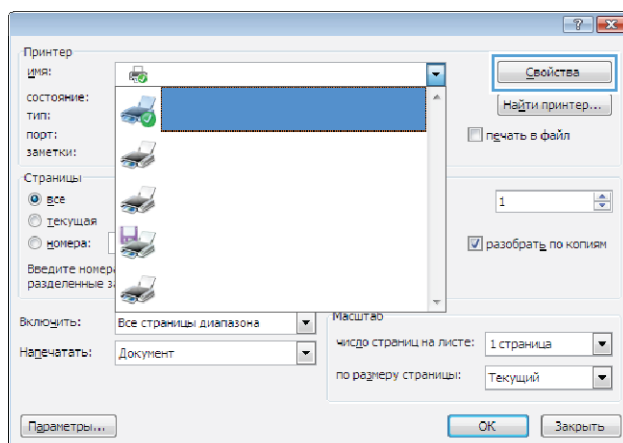 Принтер
имя:
Свойства
состояние:
Найти принтер...
тип:
порт:
печать в файл
заметки:
Страницы
все
1
текущая
номера:
разобрать по копиям
Введите
разделенные
Включить:
Все страницы диапазона
Масштаб
число страниц на листе:
1 страница
Напечатать:
Документ
по размеру страницы:
Текущий
Параметры...
OK
Закрыть